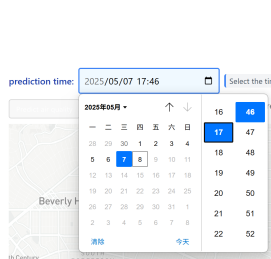 prediction time: 2025/05/07 17:46 Select the ti
2025年05月
一 二 三 四 五 六 日
28 29 30 1 2 3 4
5 6 7 8 9 10 11
12 13 14 15 16 17 18
19 20 21 22 23 24 25
26 27 28 29 30 31 1
2 3 4 5 6 7 8
清除 今天
16 46
17 47
18 48
19 49
20 50
21 51
22 52
Beverly H
th Century